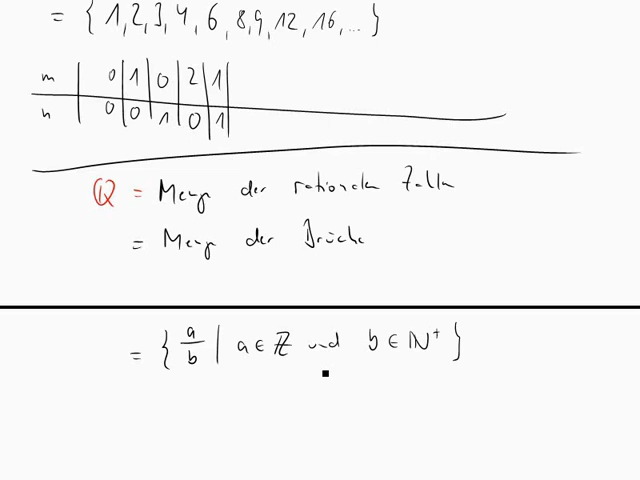 = { 1, 2, 3, 4, 6, 8, 9, 12, 16, ... }
m | 0 | 1 | 0 | 2 | 1 |
n | 0 | 0 | 1 | 0 | 1 |
ℚ = Menge der rationalen Zahlen
= Menge der Brüche
= { a/b | a ∈ ℤ und b ∈ ℕ⁺ }